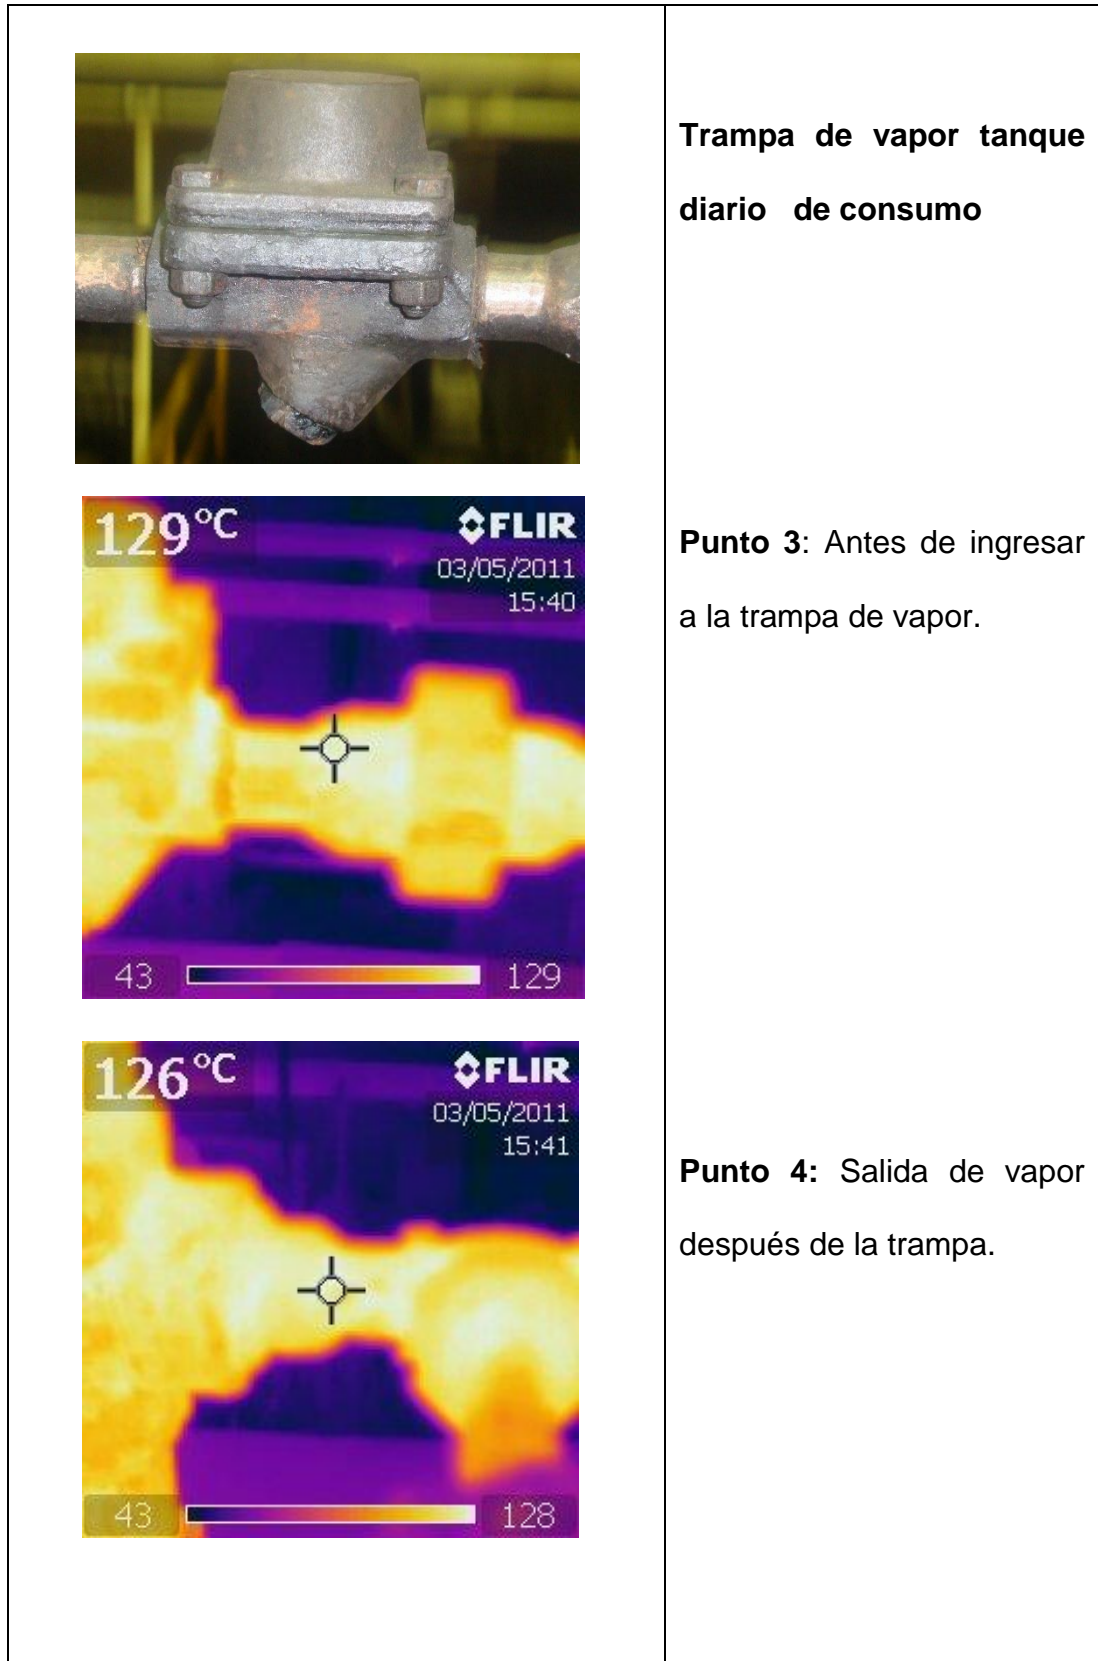 Trampa de vapor tanque
diario de consumo
129°C
FLIR
03/05/2011
15:40
43
129
Punto 3: Antes de ingresar
a la trampa de vapor.
126°C
FLIR
03/05/2011
15:41
43
128
Punto 4: Salida de vapor
después de la trampa.